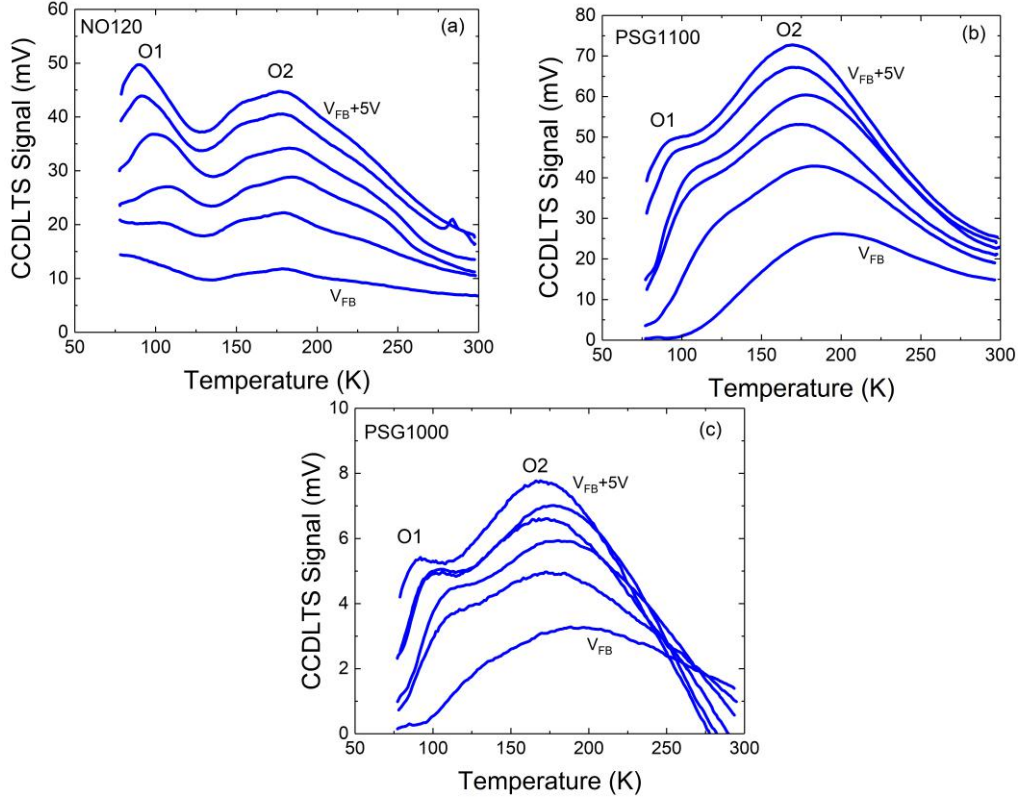 NO120
(a)
O1
O2
V_FB+5V
V_FB
CCDLTS Signal (mV)
0
10
20
30
40
50
60
50
100
150
200
250
300
Temperature (K)
PSG1100
(b)
O1
O2
V_FB+5V
V_FB
CCDLTS Signal (mV)
0
10
20
30
40
50
60
70
80
50
100
150
200
250
300
Temperature (K)
PSG1000
(c)
O1
O2
V_FB+5V
V_FB
CCDLTS Signal (mV)
0
2
4
6
8
10
50
100
150
200
250
300
Temperature (K)